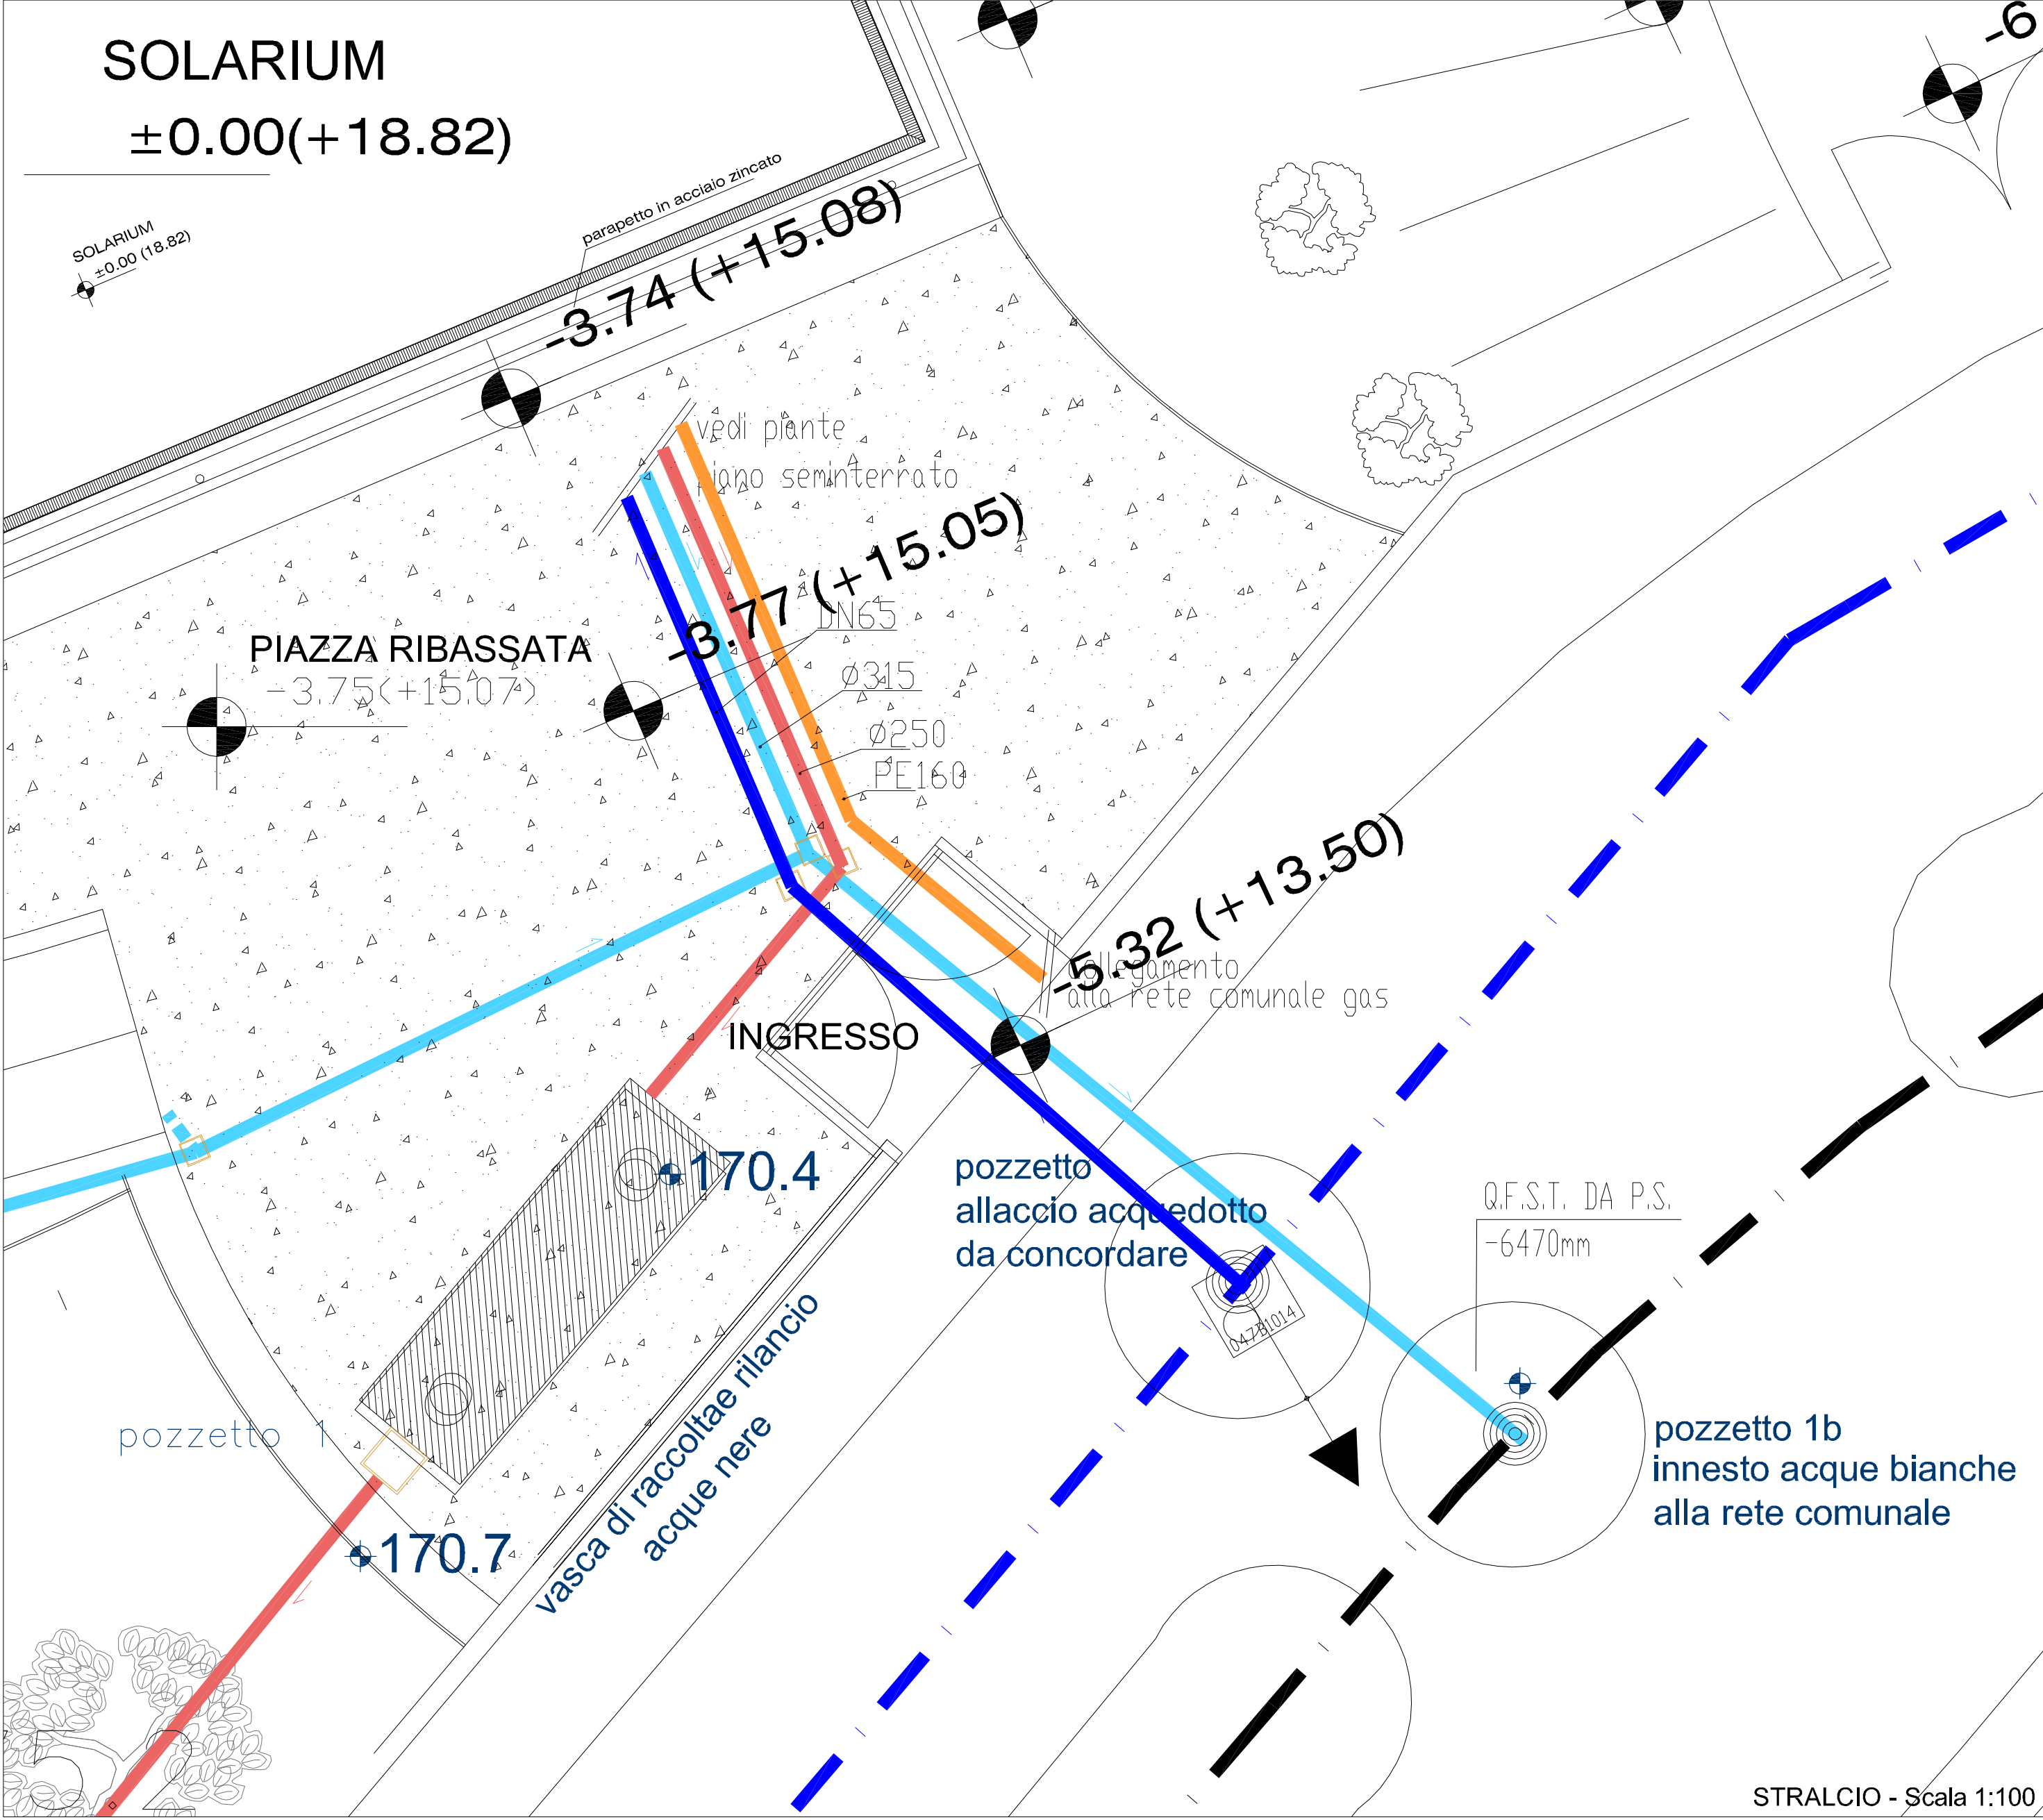 SOLARIUM
±0.00(+18.82)
-6
parapetto in acciaio zincato
SOLARIUM
±0.00 (18.82)
-3.74 (+15.08)
vedi piante
piano seminterrato
-3.77 (+15.05)
DN65
PIAZZA RIBASSATA
-3.75(+15.07)
Ø315
Ø250
PE160
-5.32 (+13.50)
collegamento
alla rete comunale gas
INGRESSO
170.4
pozzetto
allaccio acquedotto
da concordare
Q.F.S.T. DA P.S.
-6470mm
047B1014
pozzetto 1
vasca di raccoltae rilancio
acque nere
pozzetto 1b
innesto acque bianche
alla rete comunale
170.7
52
STRALCIO - Scala 1:100